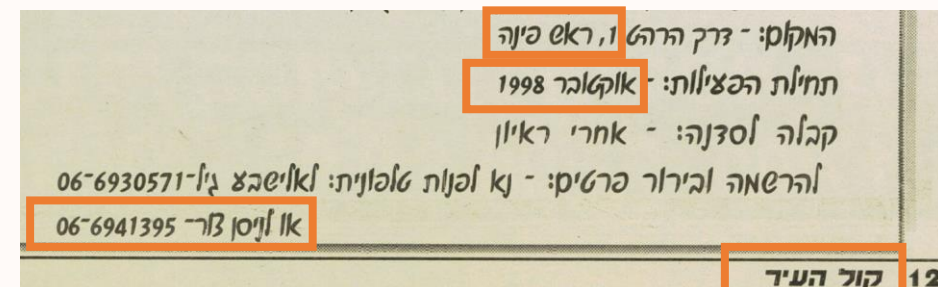 המקום: - דרך הרהט 1, ראש פינה
תחילת הפעילות: - אוקטובר 1998
קבלה לסדנה: - אחרי ראיון
להרשמה ובירור פרטים: - נא לפנות טלפונית: לאלישבע גיל-06-6930571
או לניסן צור- 06-6941395
12 קול העיר